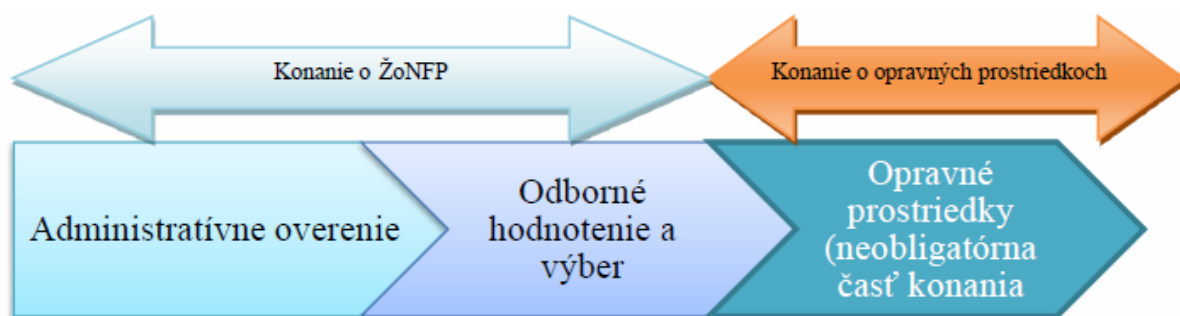 Konanie o ŽoNFP
Konanie o opravných prostriedkoch
Administratívne overenie
Odborné
hodnotenie a
výber
Opravné
prostriedky
(neobligatórna
časť konania